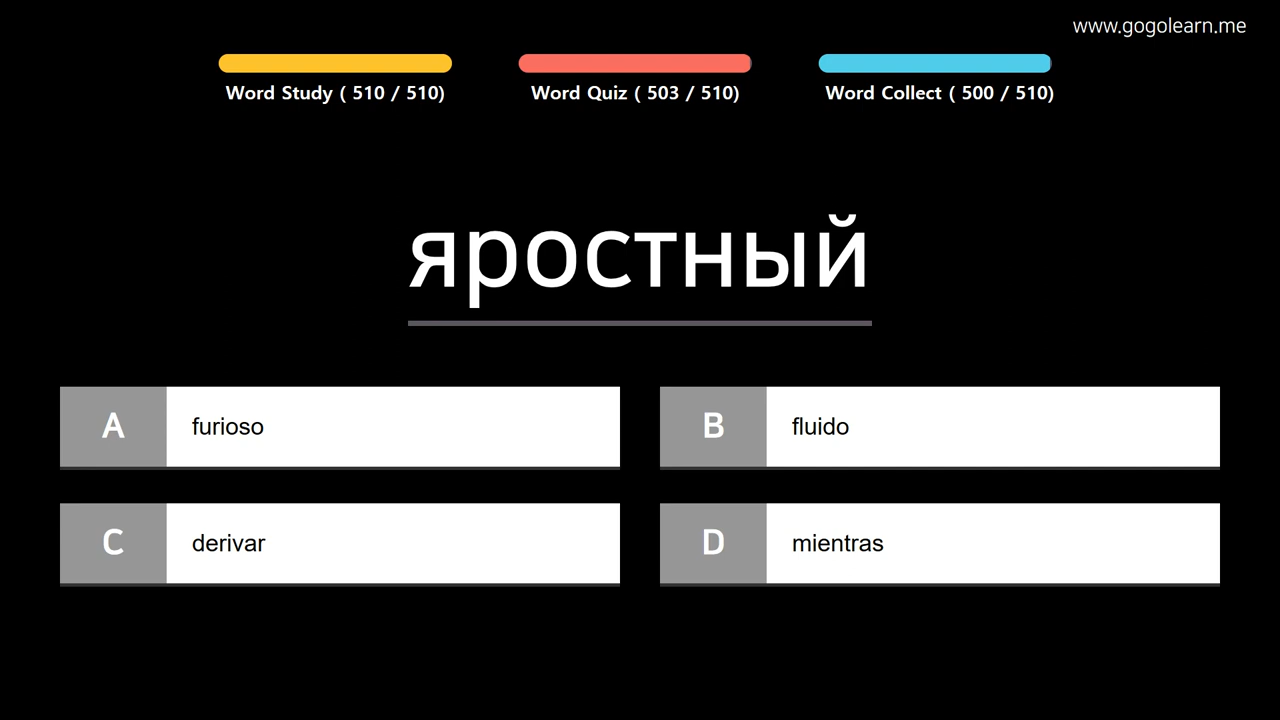 www.gogolearn.me
Word Study ( 510 / 510)
Word Quiz ( 503 / 510)
Word Collect ( 500 / 510)
яростный
A furioso
B fluido
C derivar
D mientras